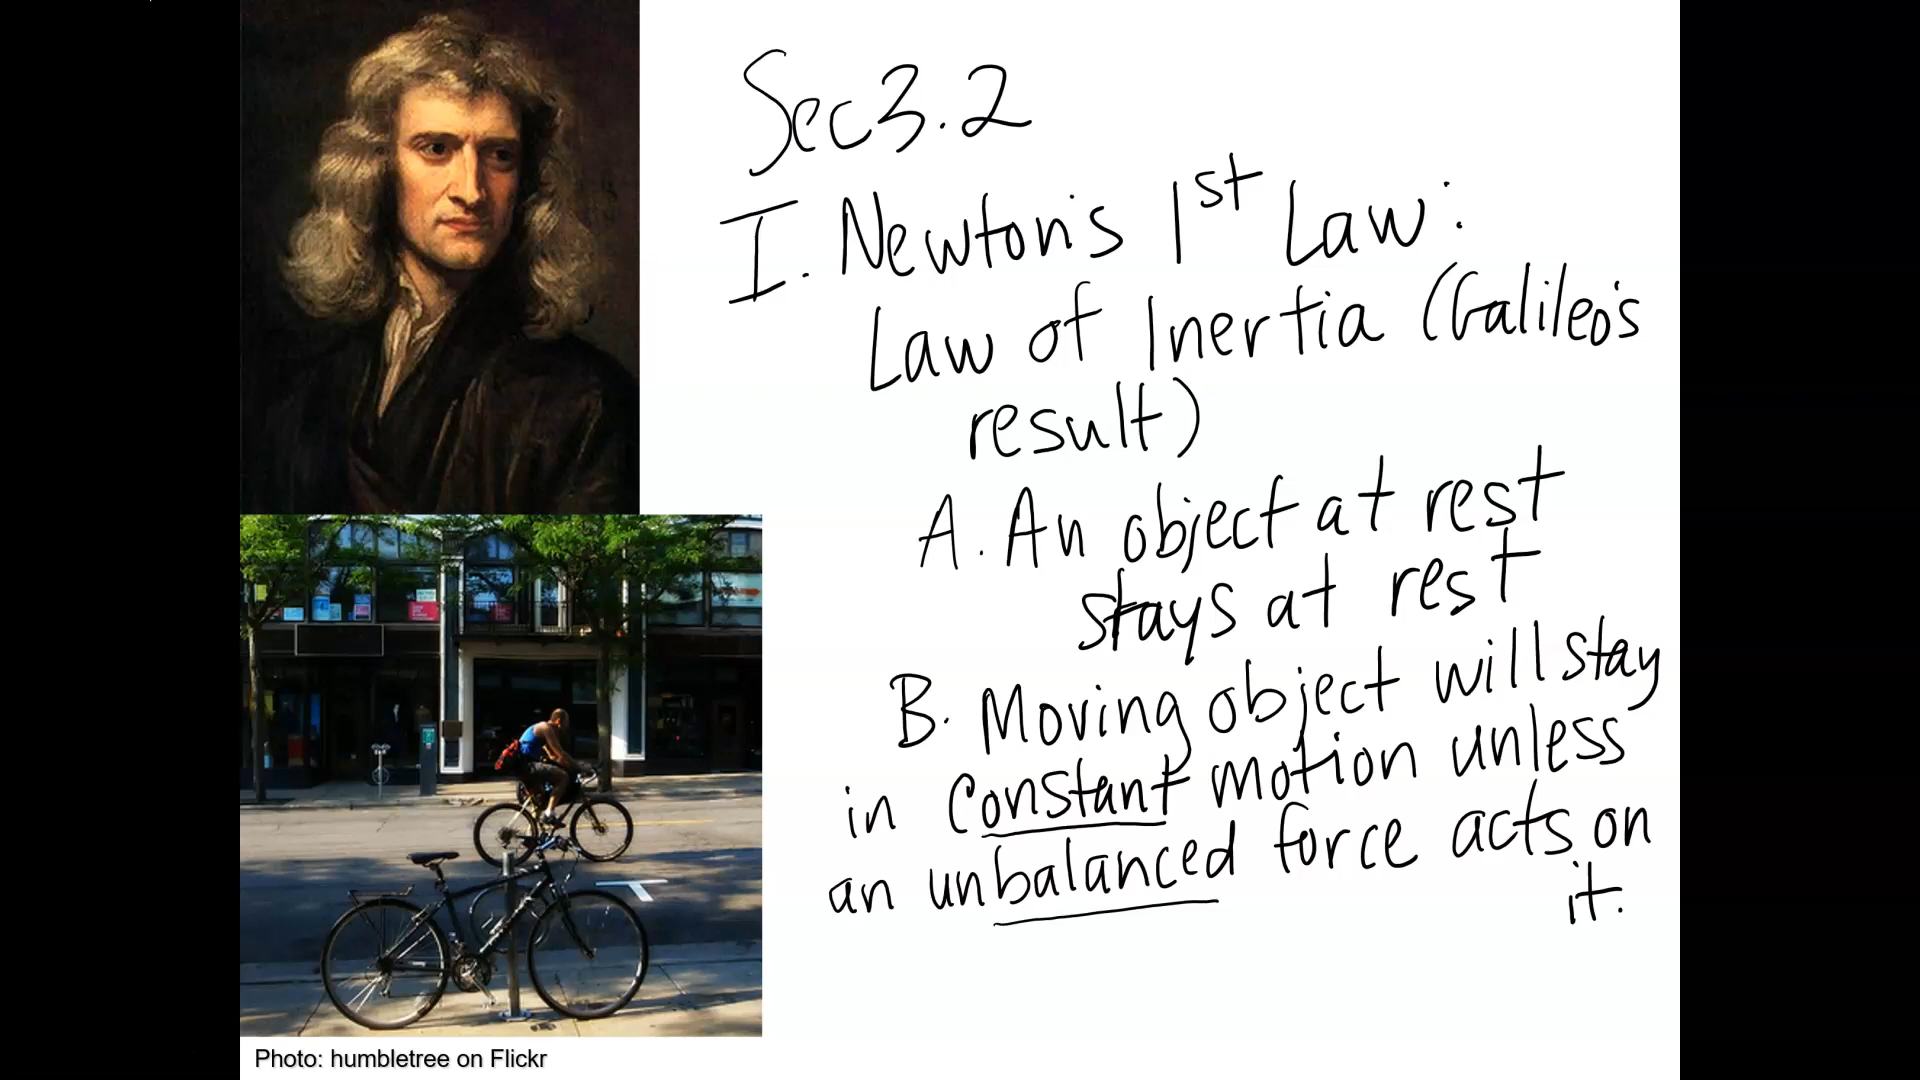 Sec 3.2
I. Newton's 1st Law:
Law of Inertia (Galileo's
result)
A. An object at rest
stays at rest
B. Moving object will stay
in constant motion unless
an unbalanced force acts on
it.
Photo: humbletree on Flickr